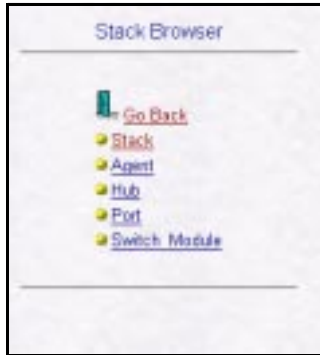 Stack Browser
Go Back
Stack
Agent
Hub
Port
Switch Module